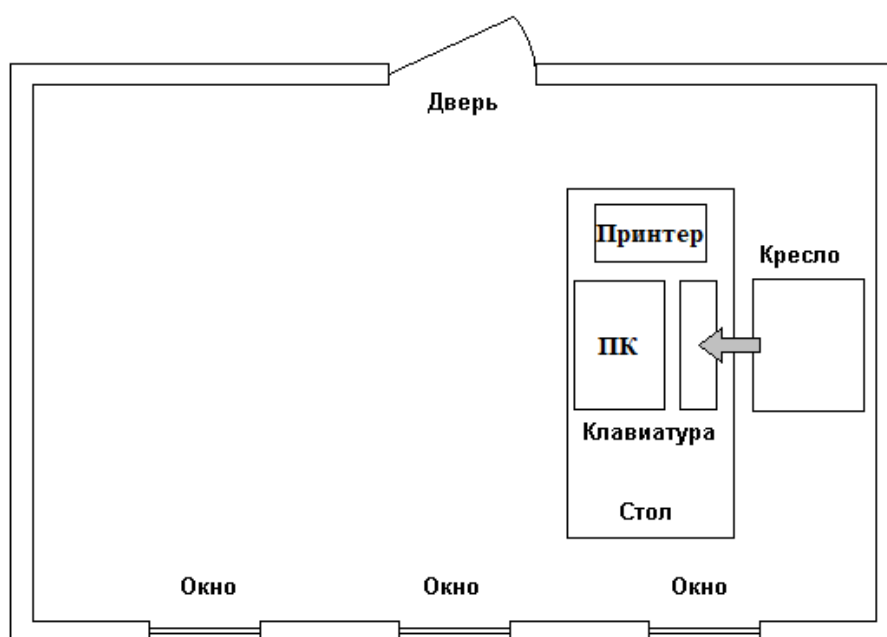 Дверь
Принтер
Кресло
ПК
Клавиатура
Стол
Окно
Окно
Окно